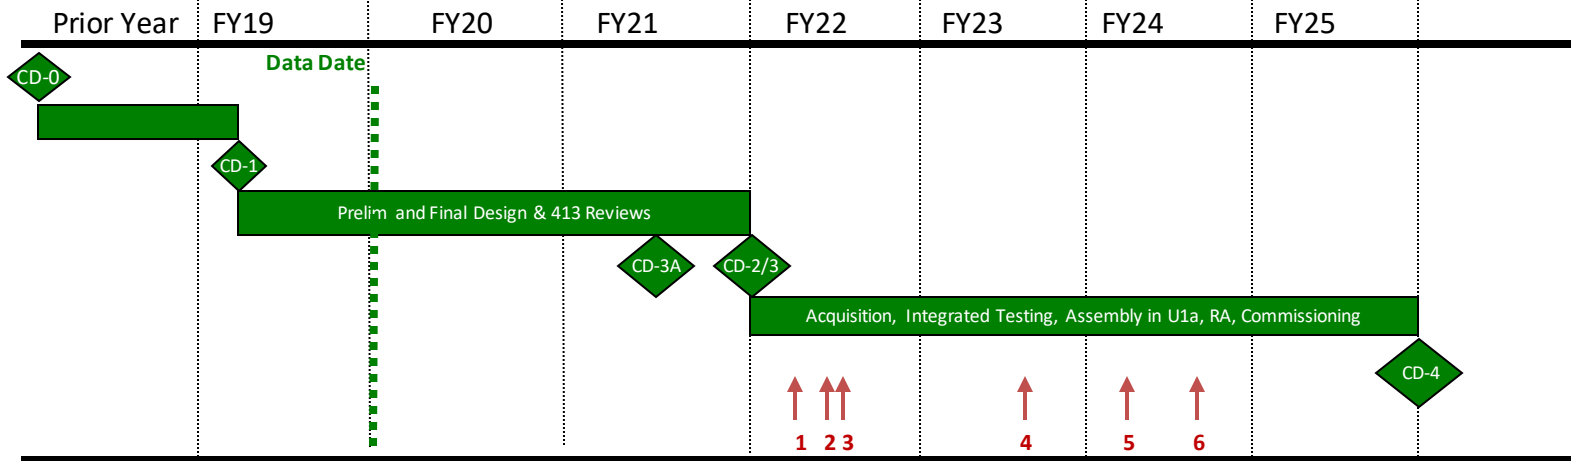 Prior Year FY19 FY20 FY21 FY22 FY23 FY24 FY25
Data Date
CD-0
CD-1
Prelim and Final Design & 413 Reviews
CD-3A CD-2/3
Acquisition, Integrated Testing, Assembly in U1a, RA, Commissioning
CD-4
1 2 3 4 5 6